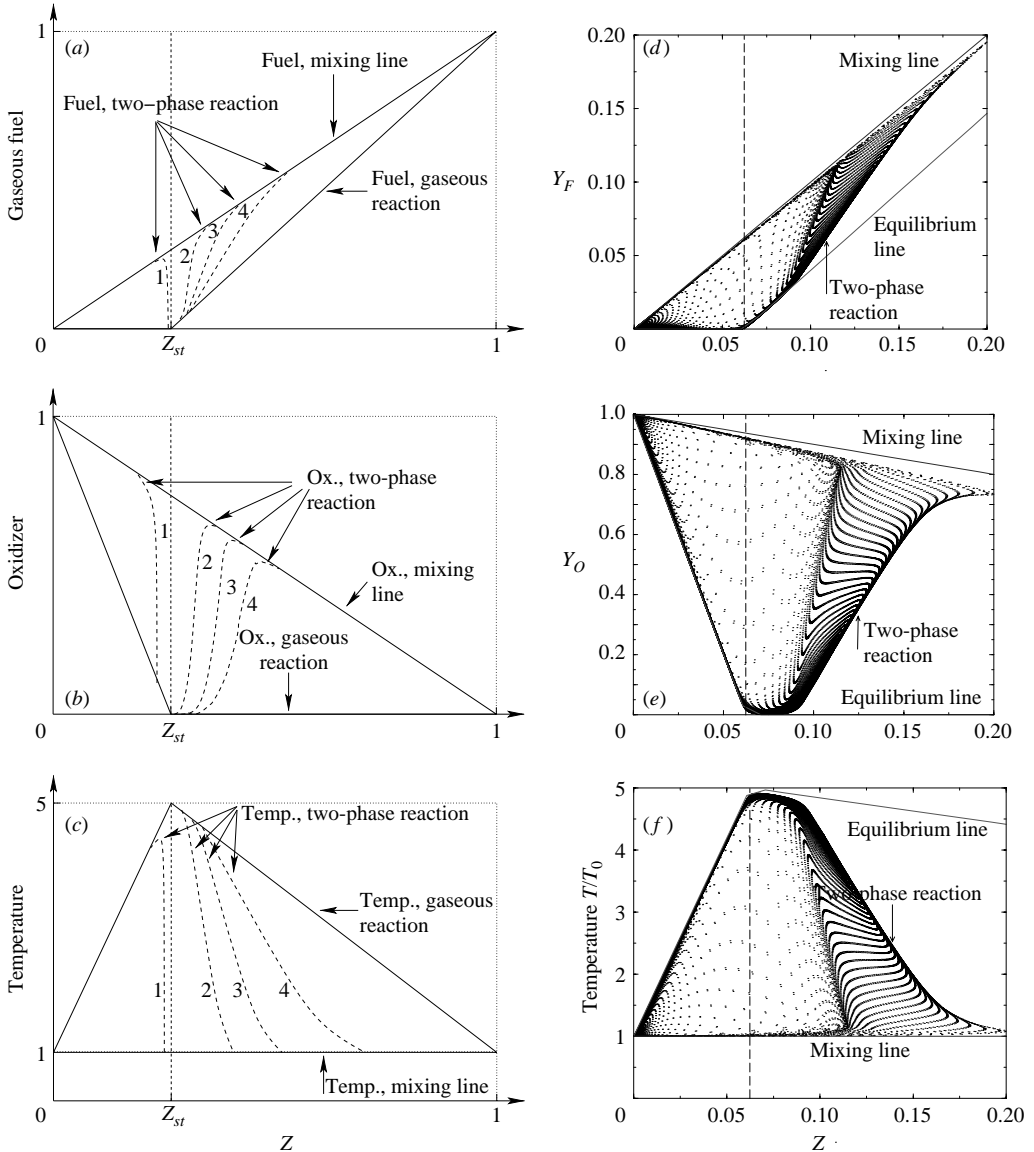 1
(a)
Fuel, mixing line
Fuel, two-phase reaction
Fuel, gaseous
reaction
4
3
2
1
Gaseous fuel
0
Z_st
1
(d)
0.20
Mixing line
0.15
Y_F
0.10
Equilibrium
line
0.05
Two-phase
reaction
0
0.05
0.10
0.15
0.20
1
Ox., two-phase
reaction
1
2
3
4
Ox., mixing
line
Ox., gaseous
reaction
Oxidizer
(b)
0
Z_st
1
1.0
Mixing line
0.8
0.6
Y_O
0.4
Two-phase
reaction
0.2
Equilibrium line
(e)
0
0.05
0.10
0.15
0.20
5
(c)
Temp., two-phase reaction
Temp., gaseous
reaction
Temperature
1
2
3
4
1
Temp., mixing line
0
Z_st
1
Z
5
(f)
Equilibrium line
4
Two-phase reaction
3
Temperature T/T_0
2
1
Mixing line
0
0.05
0.10
0.15
0.20
Z